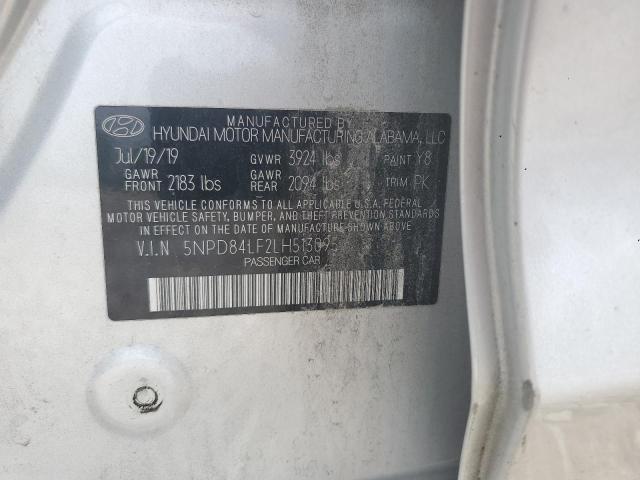 MANUFACTURED BY
HYUNDAI MOTOR MANUFACTURING ALABAMA, LLC
Jul/19/19 GVWR 3924 lbs PAINT Y8
GAWR FRONT 2183 lbs GAWR REAR 2094 lbs TRIM PK
THIS VEHICLE CONFORMS TO ALL APPLICABLE U.S.A. FEDERAL
MOTOR VEHICLE SAFETY, BUMPER, AND THEFT PREVENTION STANDARDS
IN EFFECT ON THE DATE OF MANUFACTURE SHOWN ABOVE.
V.I.N 5NPD84LF2LH513095
PASSENGER CAR